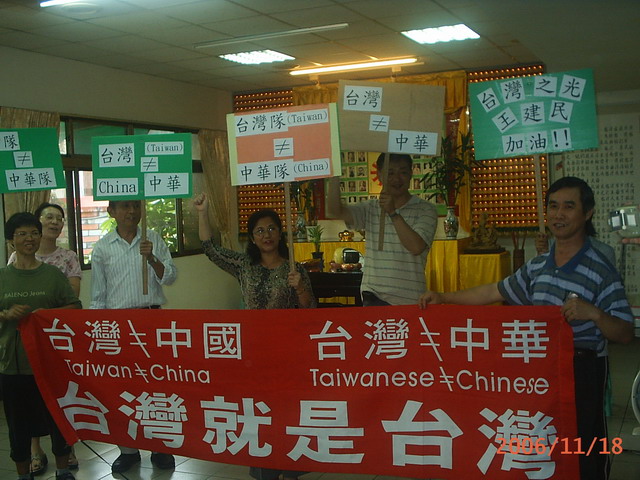 隊
≠
中華隊
台灣 (Taiwan)
≠
China 中華
台灣隊(Taiwan)
≠
中華隊(China)
台灣
≠
中華
台灣之光
王建民
加油!!
BALENO JEANS
台灣≠中國 台灣≠中華
Taiwan≠China Taiwanese≠Chinese
台灣就是台灣
2006/11/18